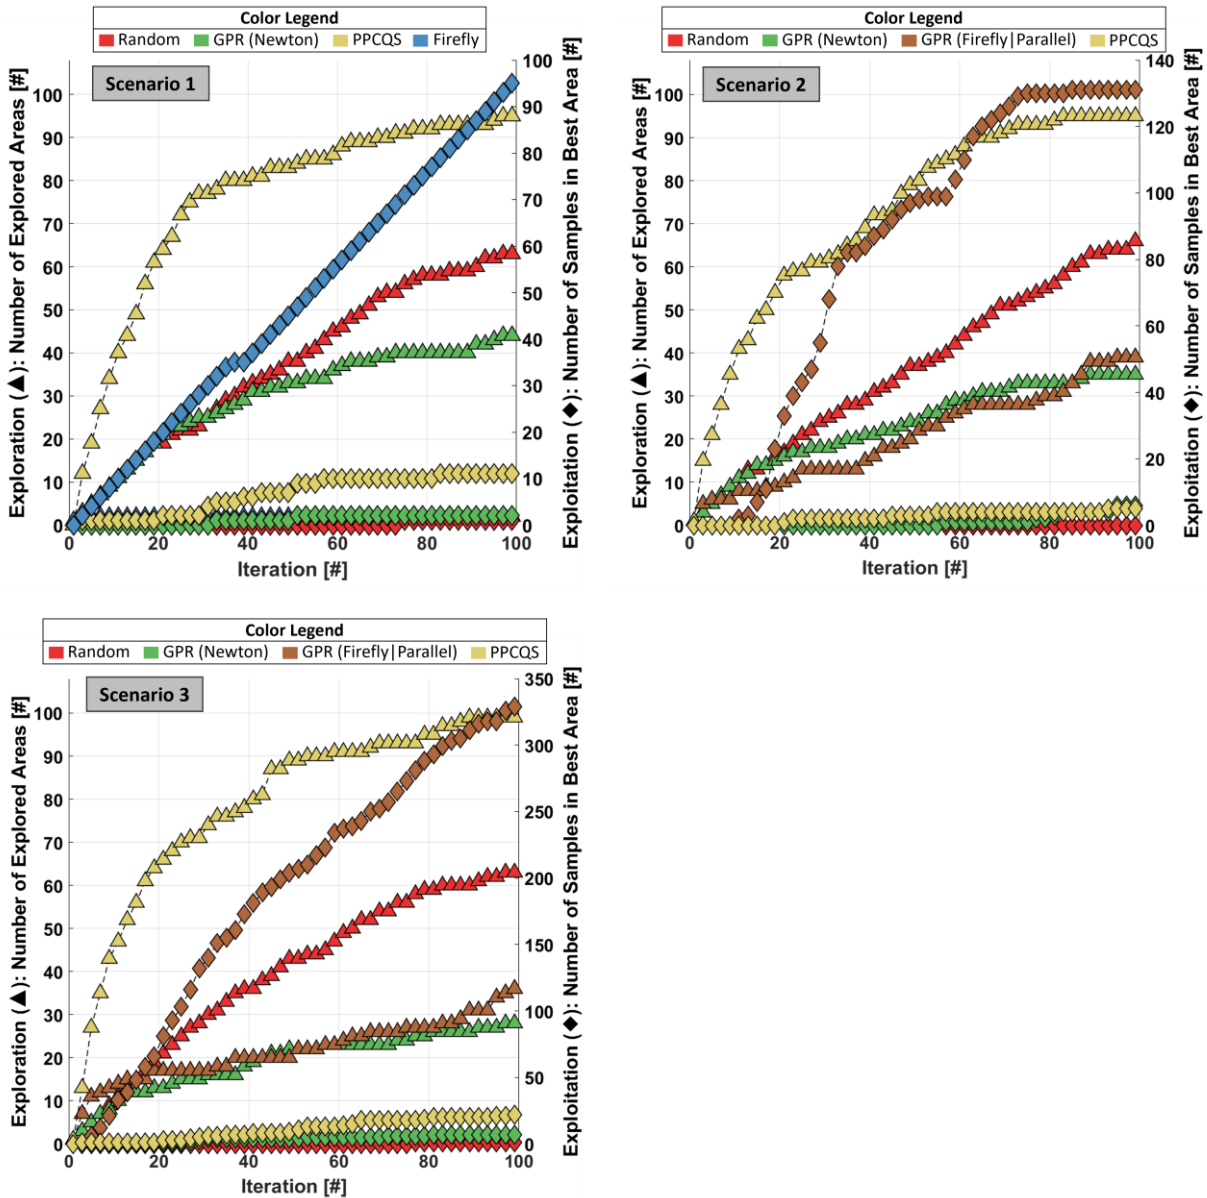 Color Legend
Random GPR (Newton) PPCQS Firefly
Scenario 1
Exploration (▲): Number of Explored Areas [#]
100
90
80
70
60
50
40
30
20
10
0
Exploitation (◆): Number of Samples in Best Area [#]
100
90
80
70
60
50
40
30
20
10
0
0 20 40 60 80 100
Iteration [#]
Color Legend
Random GPR (Newton) GPR (Firefly|Parallel) PPCQS
Scenario 2
Exploration (▲): Number of Explored Areas [#]
100
90
80
70
60
50
40
30
20
10
0
Exploitation (◆): Number of Samples in Best Area [#]
140
120
100
80
60
40
20
0
0 20 40 60 80 100
Iteration [#]
Color Legend
Random GPR (Newton) GPR (Firefly|Parallel) PPCQS
Scenario 3
Exploration (▲): Number of Explored Areas [#]
100
90
80
70
60
50
40
30
20
10
0
Exploitation (◆): Number of Samples in Best Area [#]
350
300
250
200
150
100
50
0
0 20 40 60 80 100
Iteration [#]